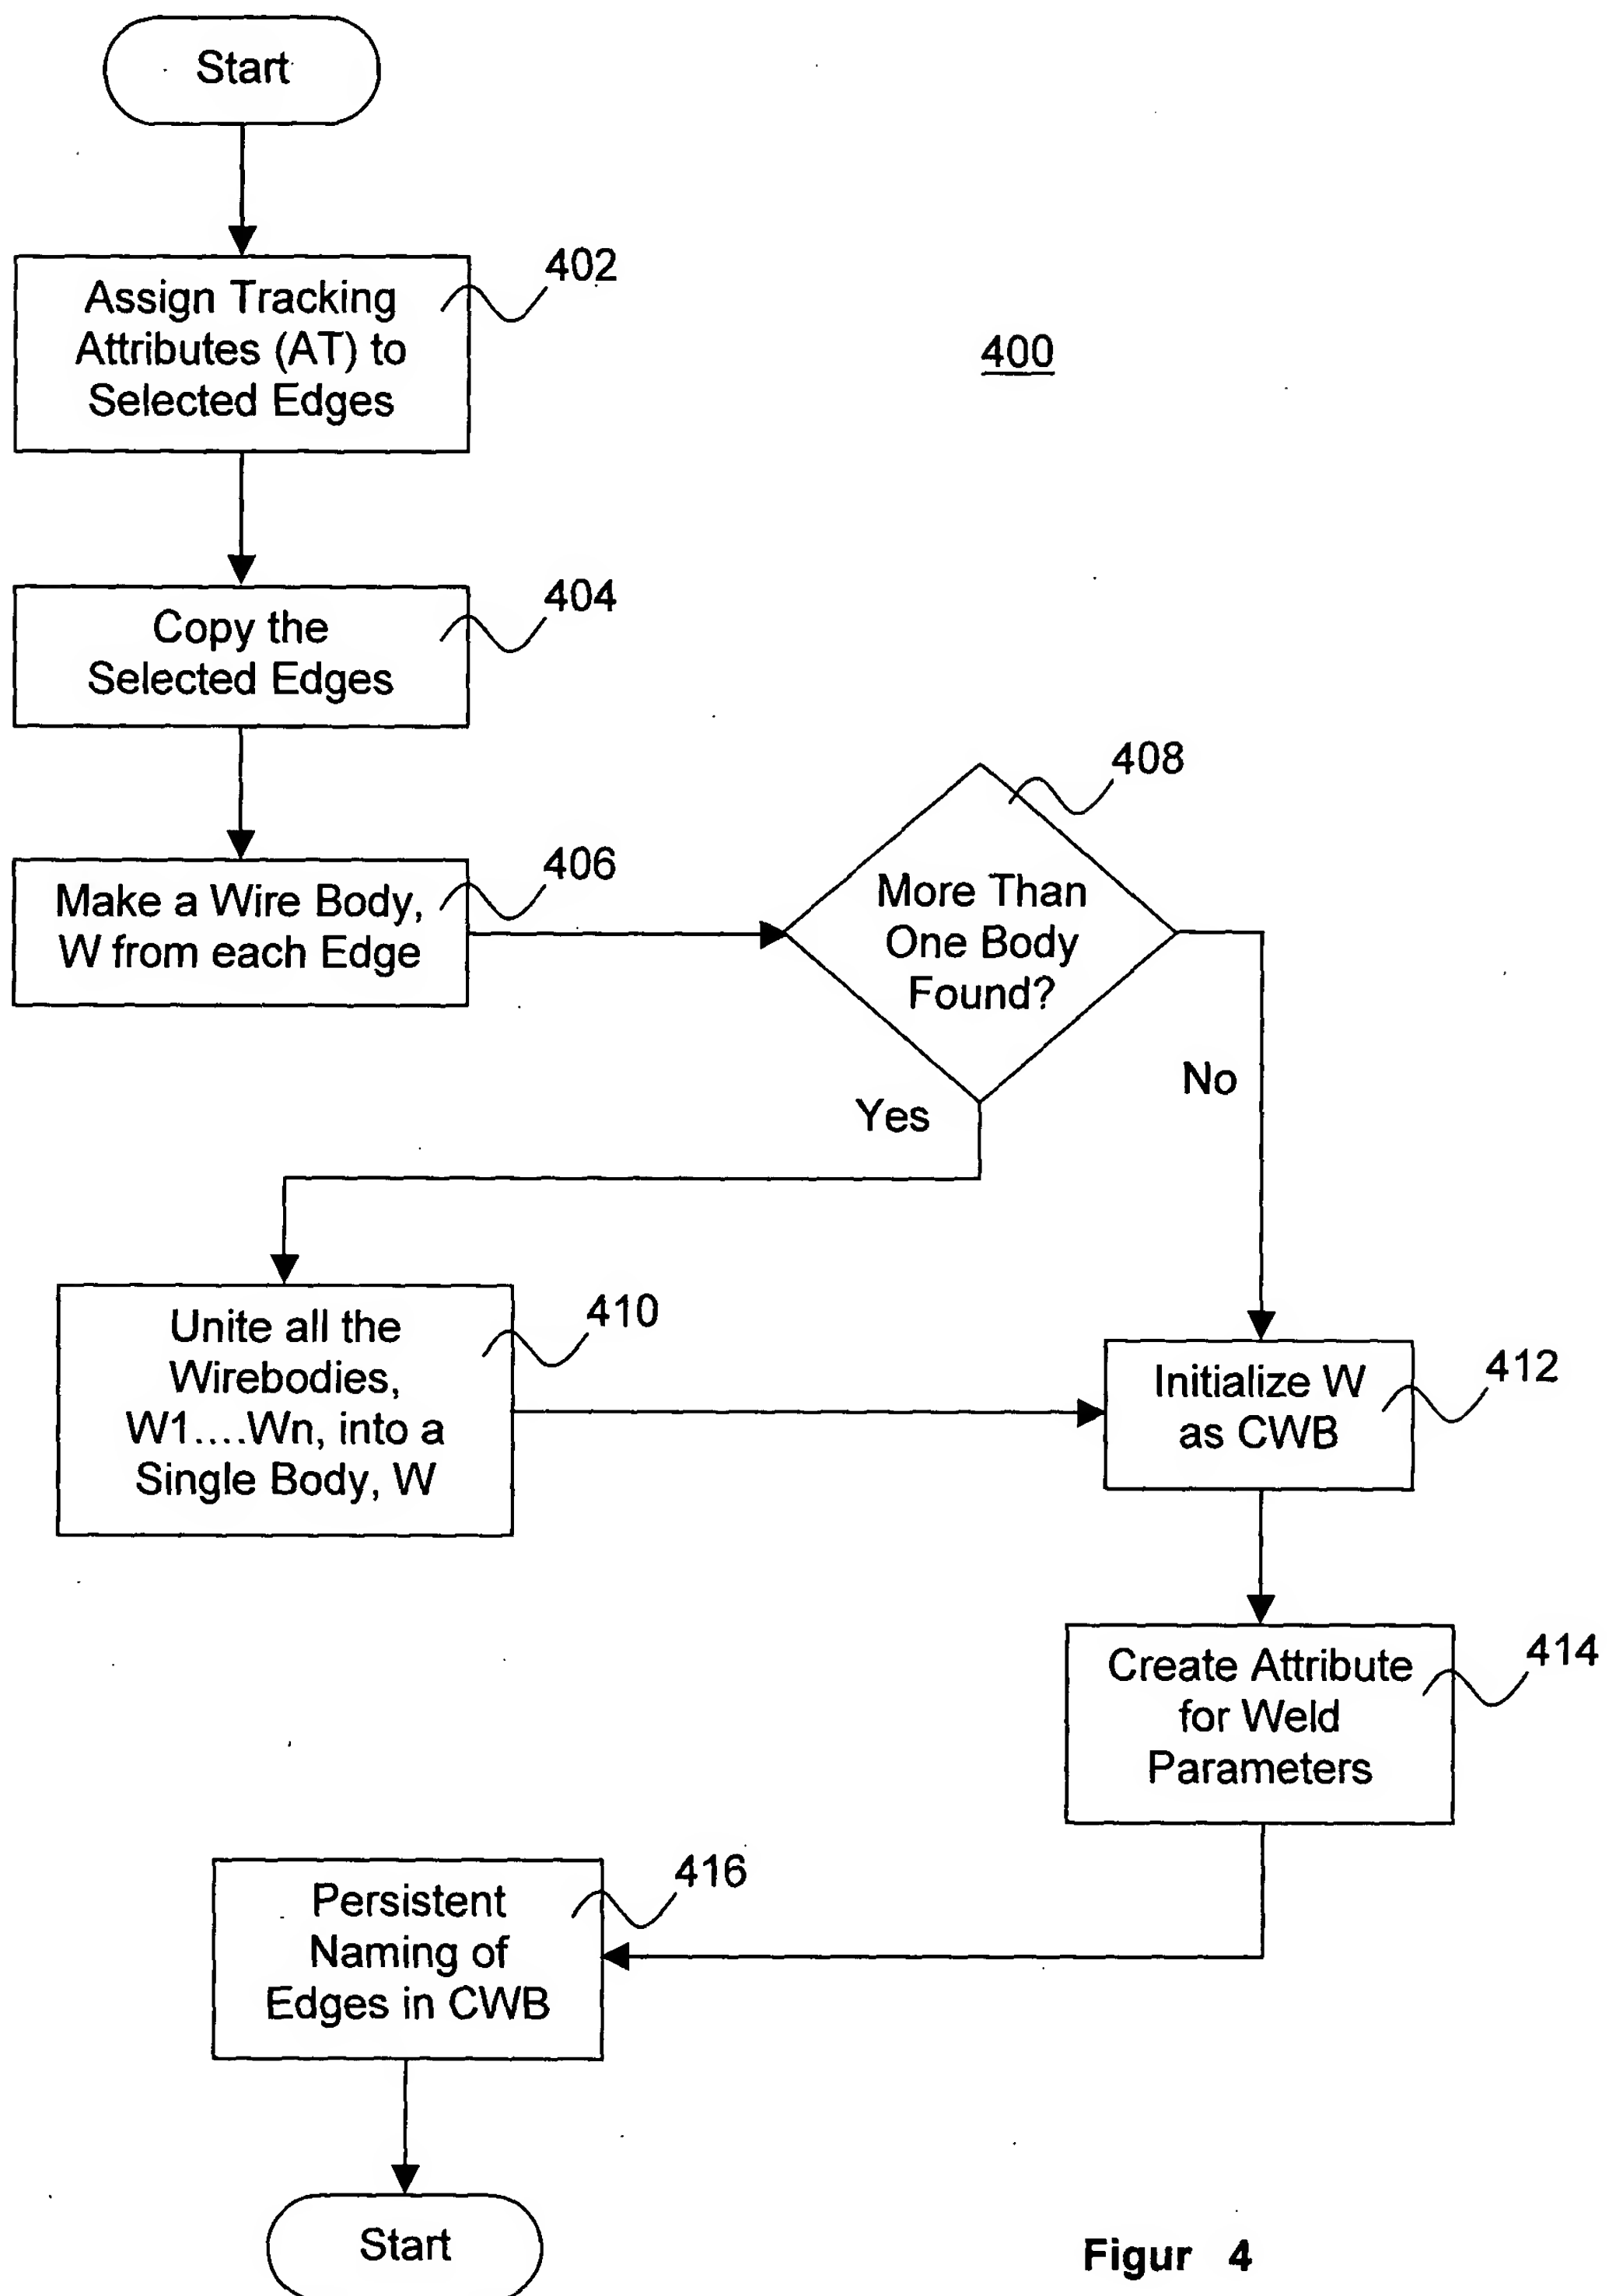 Start
402
Assign Tracking
Attributes (AT) to
Selected Edges
400
404
Copy the
Selected Edges
408
406
Make a Wire Body,
W from each Edge
More Than
One Body
Found?
No
Yes
410
Unite all the
Wirebodies,
W1....Wn, into a
Single Body, W
412
Initialize W
as CWB
414
Create Attribute
for Weld
Parameters
416
Persistent
Naming of
Edges in CWB
Start
Figur 4